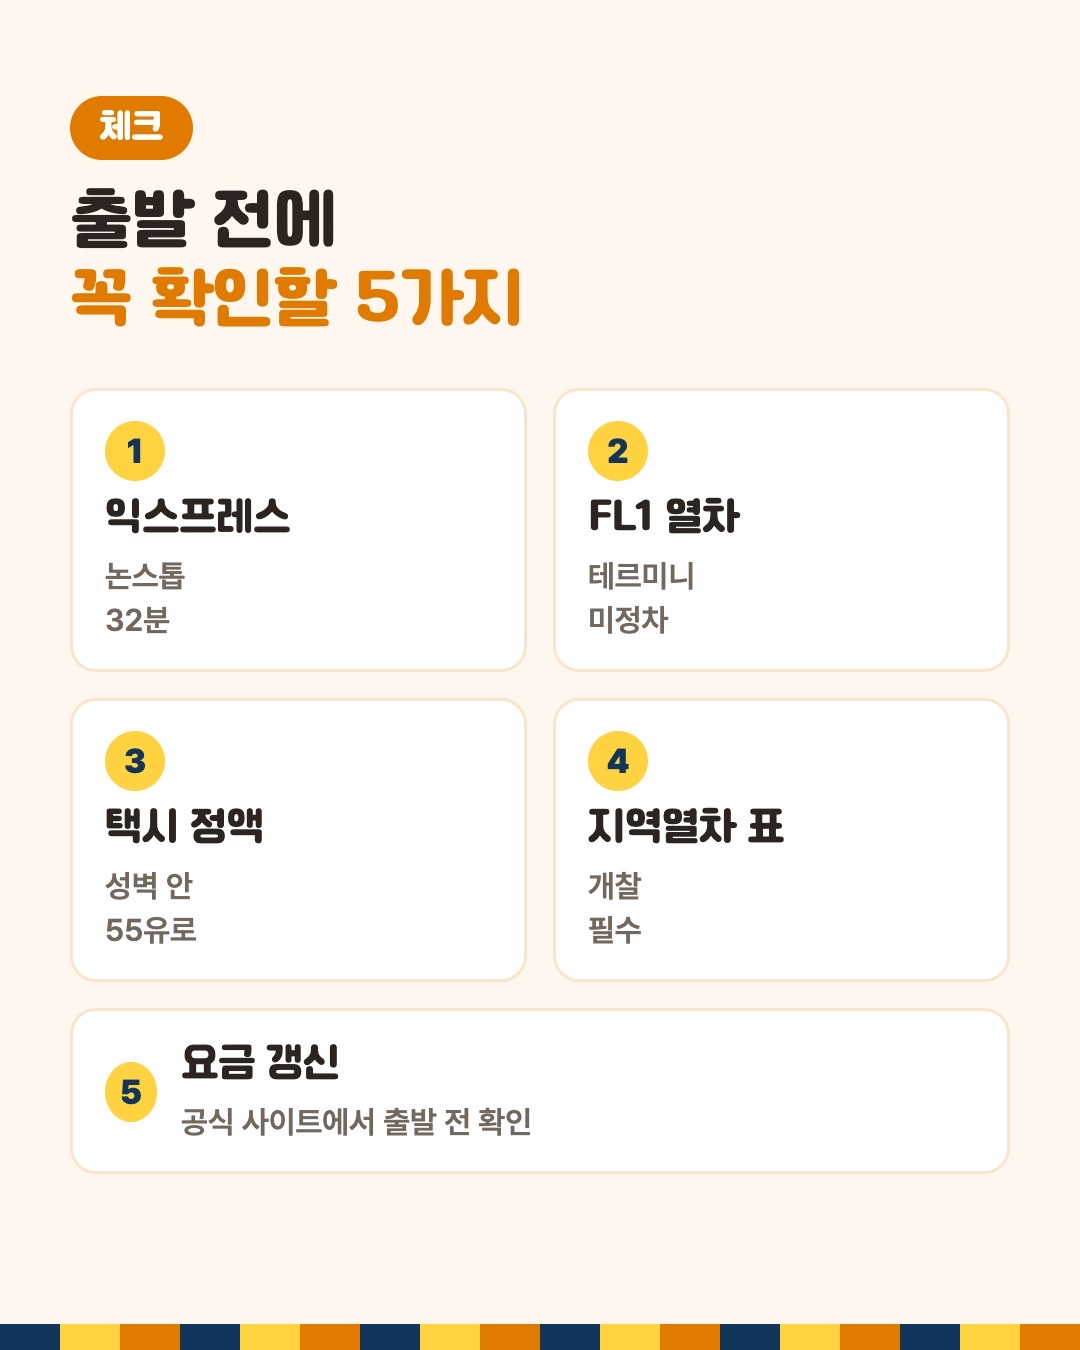 체크
출발 전에
꼭 확인할 5가지
1
익스프레스
논스톱
32분
2
FL1 열차
테르미니
미정차
3
택시 정액
성벽 안
55유로
4
지역열차 표
개찰
필수
5
요금 갱신
공식 사이트에서 출발 전 확인